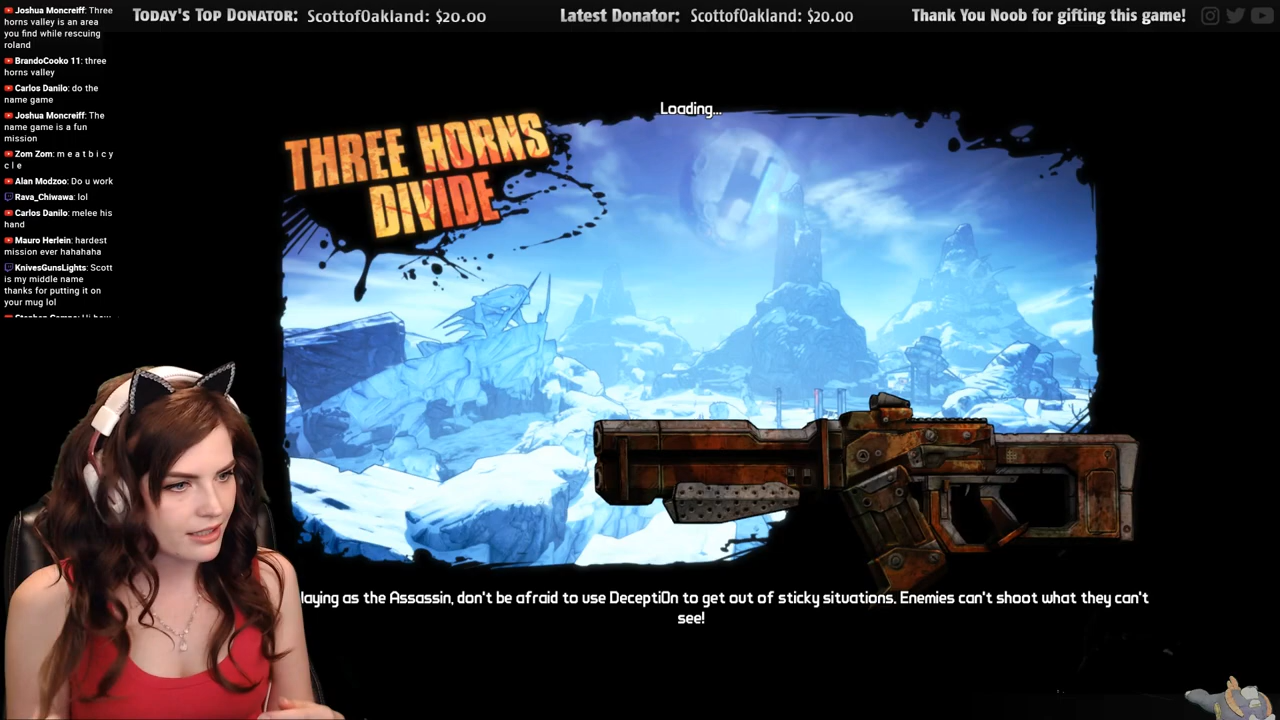 Today's Top Donator: ScottofOakland: $20.00 Latest Donator: ScottofOakland: $20.00 Thank You Noob for gifting this game!
Joshua Moncreiff: Three
horns valley is an area
you find while rescuing
roland
BrandoCooko 11: three
horns valley
Carlos Danilo: do the
name game
Joshua Moncreiff: The
name game is a fun
mission
Zom Zom: m e a t b i c y
c l e
Alan Modzoo: Do u work
Rava_Chiwawa: lol
Carlos Danilo: melee his
hand
Mauro Herlein: hardest
mission ever hahahaha
KnivesGunsLights: Scott
is my middle name
thanks for putting it on
your mug lol
Loading...
THREE HORNS
DIVIDE
laying as the Assassin, don't be afraid to use Decepti0n to get out of sticky situations. Enemies can't shoot what they can't
see!